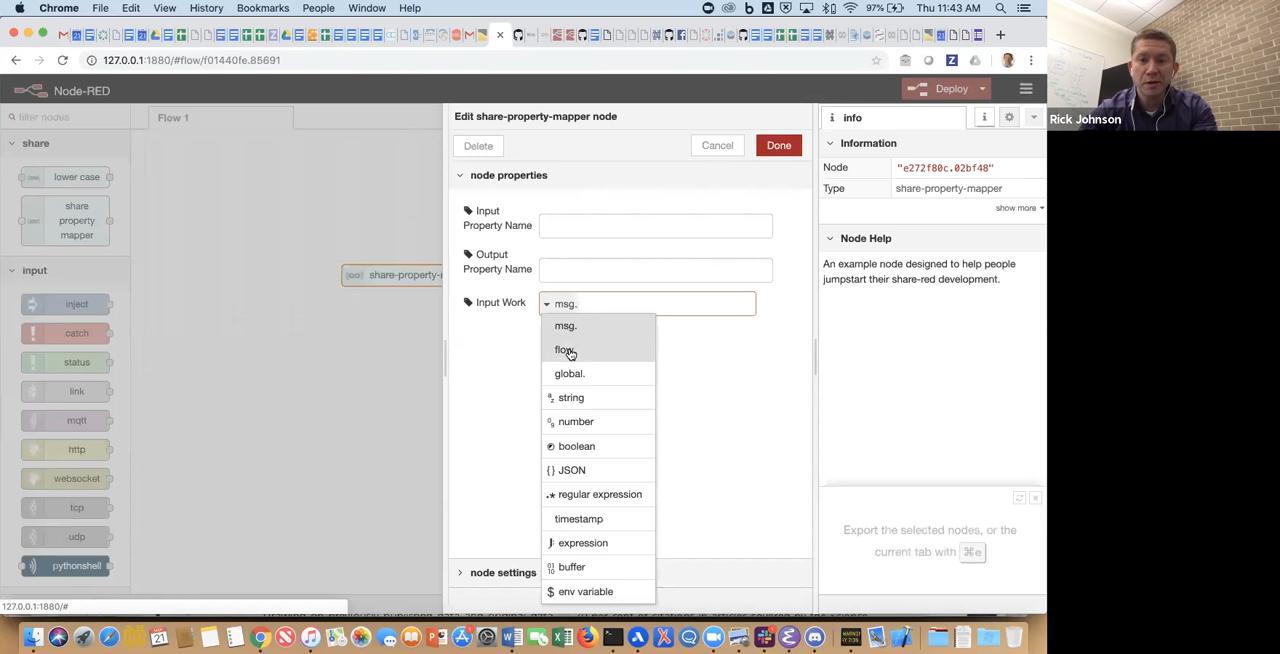 Chrome File Edit View History Bookmarks People Window Help 97% Thu 11:43 AM
127.0.0.1:1880/#flow/f01440fe.85691
Node-RED Deploy
filter nodes
Flow 1
Edit share-property-mapper node
info
Rick Johnson
share
Delete Cancel Done
Information
Node "e272f80c.02bf48"
lower case
node properties
Type share-property-mapper
share
property
mapper
show more
Input
Property Name
Node Help
Output
Property Name
An example node designed to help people
jumpstart their share-red development.
input
share-property-
Input Work msg.
inject
msg.
catch
flow.
status
global.
link
string
mqtt
number
http
boolean
websocket
JSON
tcp
regular expression
udp
timestamp
pythonshell
expression
buffer
env variable
node settings
Export the selected nodes, or the
current tab with ⌘e
127.0.0.1:1880/#